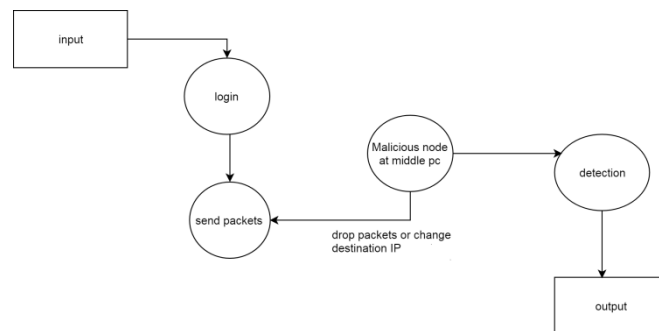 input
login
Malicious node
at middle pc
detection
send packets
drop packets or change
destination IP
output